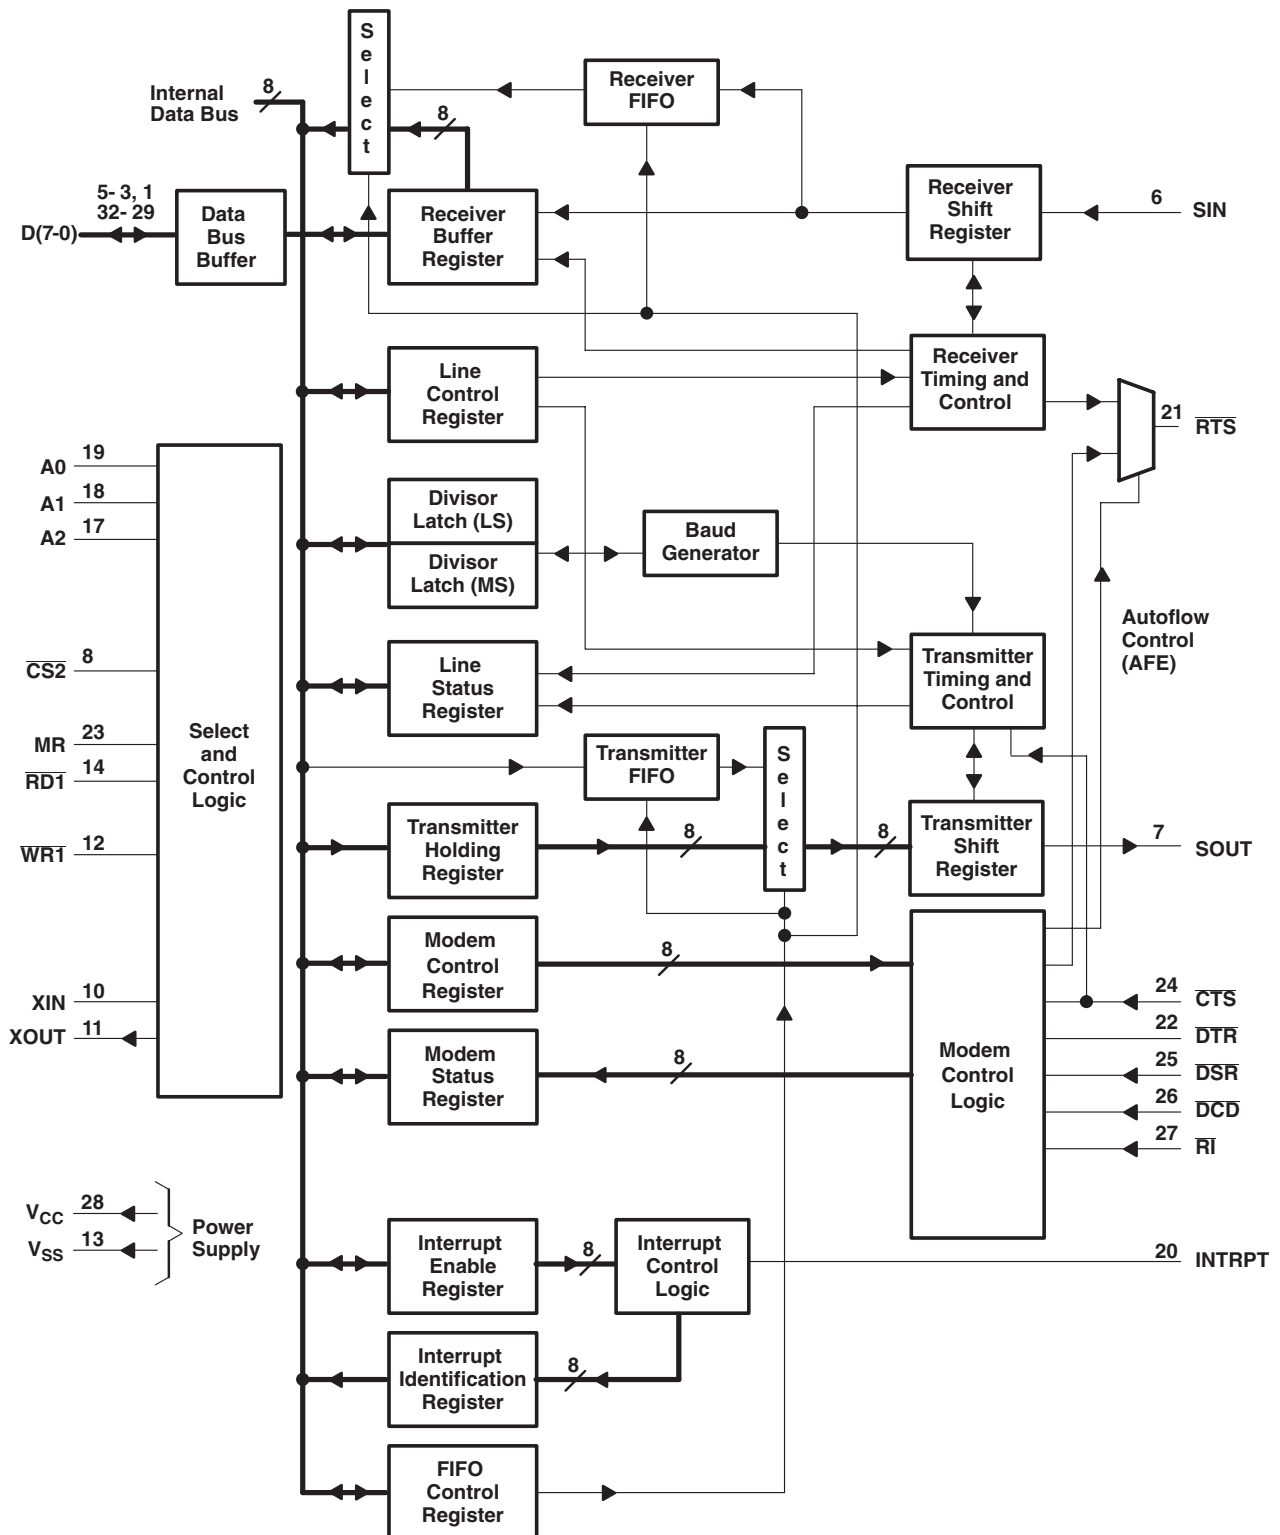 S
e
l
e
c
t
Internal
Data Bus
8
8
Receiver
FIFO
5- 3, 1
32- 29
D(7-0)
Data
Bus
Buffer
Receiver
Buffer
Register
Receiver
Shift
Register
6
SIN
Line
Control
Register
Receiver
Timing and
Control
21
RTS
A0
19
A1
18
A2
17
Divisor
Latch (LS)
Divisor
Latch (MS)
Baud
Generator
Autoflow
Control
(AFE)
CS2
8
Line
Status
Register
Transmitter
Timing and
Control
MR
23
RD1
14
WR1
12
Select
and
Control
Logic
Transmitter
FIFO
S
e
l
e
c
t
Transmitter
Holding
Register
8
8
Transmitter
Shift
Register
7
SOUT
Modem
Control
Register
8
XIN
10
XOUT
11
Modem
Status
Register
8
Modem
Control
Logic
24
CTS
22
DTR
25
DSR
26
DCD
27
RI
VCC
28
VSS
13
Power
Supply
Interrupt
Enable
Register
8
Interrupt
Control
Logic
20
INTRPT
Interrupt
Identification
Register
8
FIFO
Control
Register